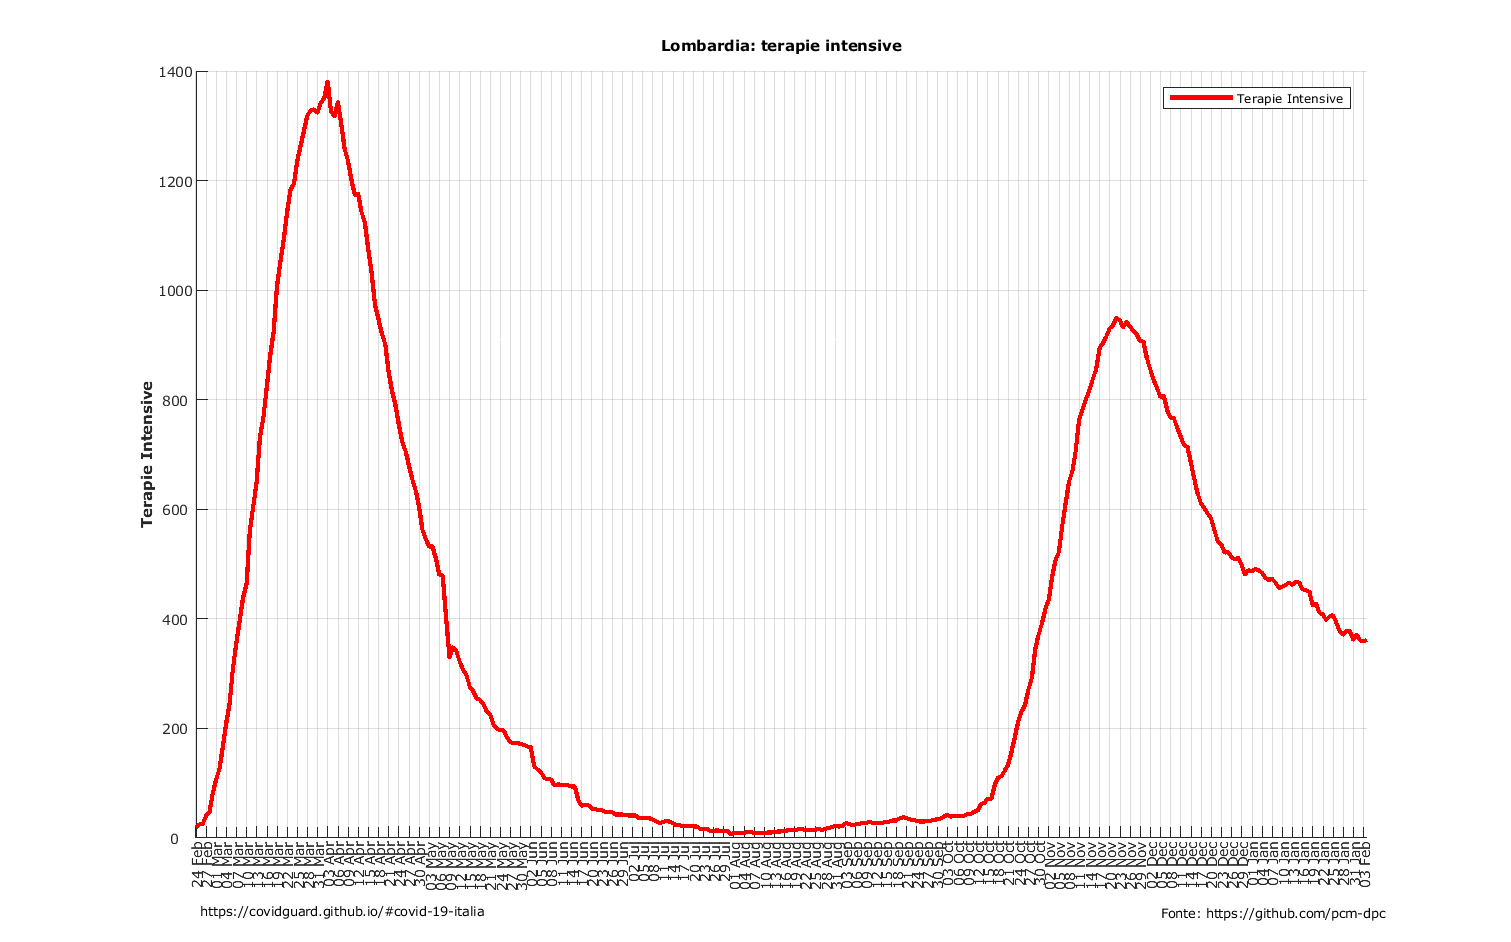 Lombardia: terapie intensive
Terapie Intensive
Terapie Intensive
1400
1200
1000
800
600
400
200
0
24 Feb
27 Feb
01 Mar
04 Mar
07 Mar
10 Mar
13 Mar
16 Mar
19 Mar
22 Mar
25 Mar
28 Mar
31 Mar
03 Apr
06 Apr
09 Apr
12 Apr
15 Apr
18 Apr
21 Apr
24 Apr
27 Apr
30 Apr
03 May
06 May
09 May
12 May
15 May
18 May
21 May
24 May
27 May
30 May
02 Jun
05 Jun
08 Jun
11 Jun
14 Jun
17 Jun
20 Jun
23 Jun
26 Jun
29 Jun
02 Jul
05 Jul
08 Jul
11 Jul
14 Jul
17 Jul
20 Jul
23 Jul
26 Jul
29 Jul
01 Aug
04 Aug
07 Aug
10 Aug
13 Aug
16 Aug
19 Aug
22 Aug
25 Aug
28 Aug
31 Aug
03 Sep
06 Sep
09 Sep
12 Sep
15 Sep
18 Sep
21 Sep
24 Sep
27 Sep
30 Sep
03 Oct
06 Oct
09 Oct
12 Oct
15 Oct
18 Oct
21 Oct
24 Oct
27 Oct
30 Oct
02 Nov
05 Nov
08 Nov
11 Nov
14 Nov
17 Nov
20 Nov
23 Nov
26 Nov
29 Nov
02 Dec
05 Dec
08 Dec
11 Dec
14 Dec
17 Dec
20 Dec
23 Dec
26 Dec
29 Dec
01 Jan
04 Jan
07 Jan
10 Jan
13 Jan
16 Jan
19 Jan
22 Jan
25 Jan
28 Jan
31 Jan
03 Feb
https://covidguard.github.io/#covid-19-italia
Fonte: https://github.com/pcm-dpc